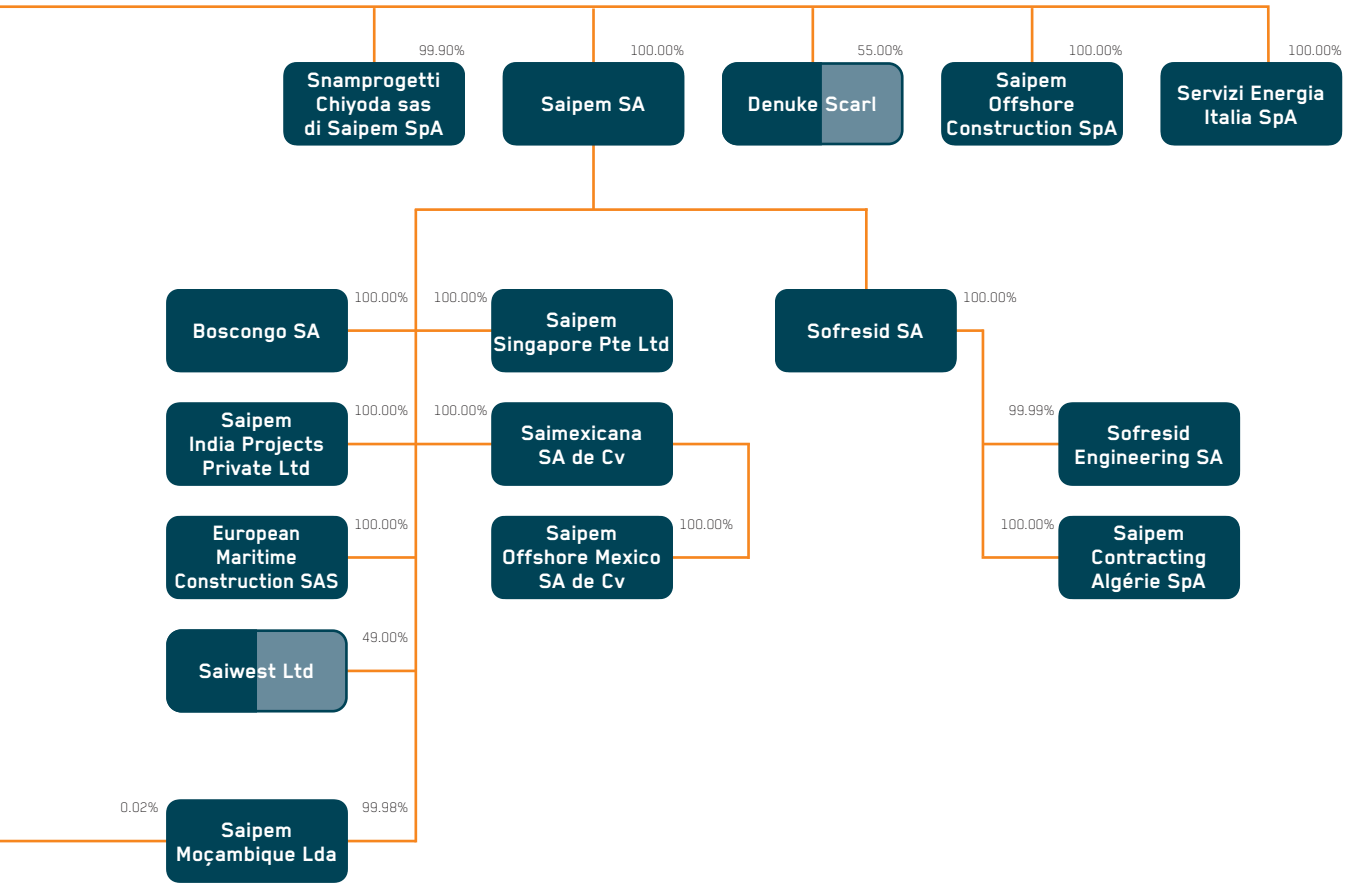 99.90%
100.00%
55.00%
100.00%
100.00%
Snamprogetti
Chiyoda sas
di Saipem SpA
Saipem SA
Denuke Scarl
Saipem
Offshore
Construction SpA
Servizi Energia
Italia SpA
100.00%
100.00%
100.00%
Boscongo SA
Saipem
Singapore Pte Ltd
Sofresid SA
100.00%
100.00%
99.99%
Saipem
India Projects
Private Ltd
Saimexicana
SA de Cv
Sofresid
Engineering SA
100.00%
100.00%
100.00%
European
Maritime
Construction SAS
Saipem
Offshore Mexico
SA de Cv
Saipem
Contracting
Algérie SpA
49.00%
Saiwest Ltd
0.02%
99.98%
Saipem
Moçambique Lda